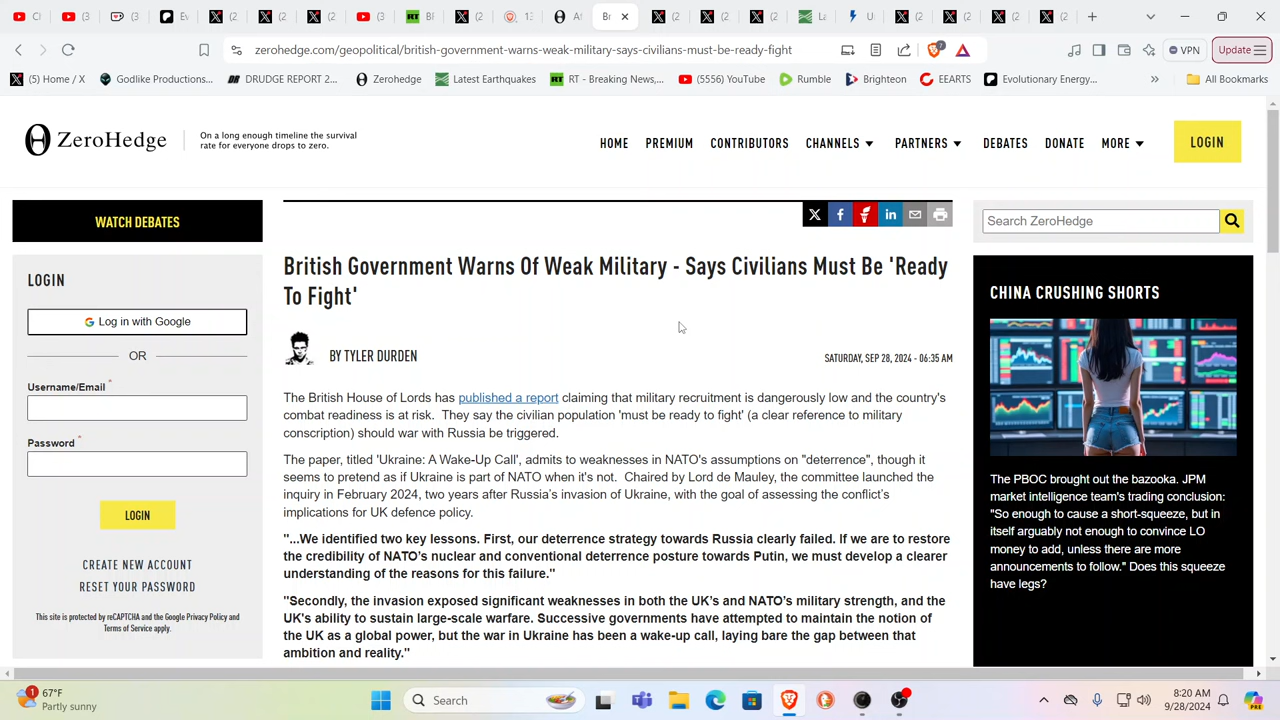 zerohedge.com/geopolitical/british-government-warns-weak-military-says-civilians-must-be-ready-fight
7
VPN
Update
(5) Home / X
Godlike Productions...
DRUDGE REPORT 2...
Zerohedge
Latest Earthquakes
RT - Breaking News,...
(5556) YouTube
Rumble
Brighteon
EEARTS
Evolutionary Energy...
All Bookmarks
ZeroHedge
On a long enough timeline the survival
rate for everyone drops to zero.
HOME
PREMIUM
CONTRIBUTORS
CHANNELS
PARTNERS
DEBATES
DONATE
MORE
LOGIN
WATCH DEBATES
LOGIN
Log in with Google
OR
Username/Email *
Password *
LOGIN
CREATE NEW ACCOUNT
RESET YOUR PASSWORD
This site is protected by reCAPTCHA and the Google Privacy Policy and
Terms of Service apply.
British Government Warns Of Weak Military - Says Civilians Must Be 'Ready
To Fight'
BY TYLER DURDEN
SATURDAY, SEP 28, 2024 - 06:35 AM
The British House of Lords has published a report claiming that military recruitment is dangerously low and the country's
combat readiness is at risk. They say the civilian population 'must be ready to fight' (a clear reference to military
conscription) should war with Russia be triggered.
The paper, titled 'Ukraine: A Wake-Up Call', admits to weaknesses in NATO's assumptions on "deterrence", though it
seems to pretend as if Ukraine is part of NATO when it's not. Chaired by Lord de Mauley, the committee launched the
inquiry in February 2024, two years after Russia's invasion of Ukraine, with the goal of assessing the conflict's
implications for UK defence policy.
"...We identified two key lessons. First, our deterrence strategy towards Russia clearly failed. If we are to restore
the credibility of NATO's nuclear and conventional deterrence posture towards Putin, we must develop a clearer
understanding of the reasons for this failure."
"Secondly, the invasion exposed significant weaknesses in both the UK's and NATO's military strength, and the
UK's ability to sustain large-scale warfare. Successive governments have attempted to maintain the notion of
the UK as a global power, but the war in Ukraine has been a wake-up call, laying bare the gap between that
ambition and reality."
Search ZeroHedge
CHINA CRUSHING SHORTS
The PBOC brought out the bazooka. JPM
market intelligence team's trading conclusion:
"So enough to cause a short-squeeze, but in
itself arguably not enough to convince LO
money to add, unless there are more
announcements to follow." Does this squeeze
have legs?
1
67°F
Partly sunny
Search
8:20 AM
9/28/2024